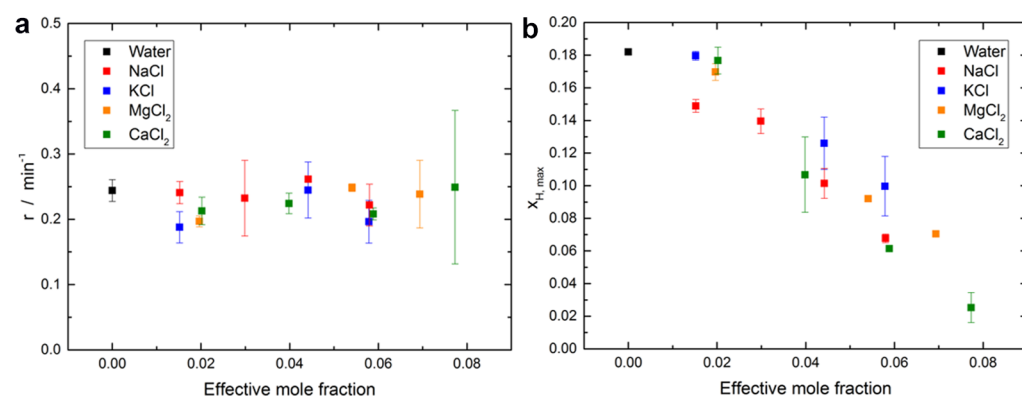 a
0.5
0.4
0.3
0.2
0.1
0.0
r / min⁻¹
Water
NaCl
KCl
MgCl₂
CaCl₂
0.00
0.02
0.04
0.06
0.08
Effective mole fraction
b
0.20
0.18
0.16
0.14
0.12
0.10
0.08
0.06
0.04
0.02
0.00
x_H, max
Water
NaCl
KCl
MgCl₂
CaCl₂
0.00
0.02
0.04
0.06
0.08
Effective mole fraction